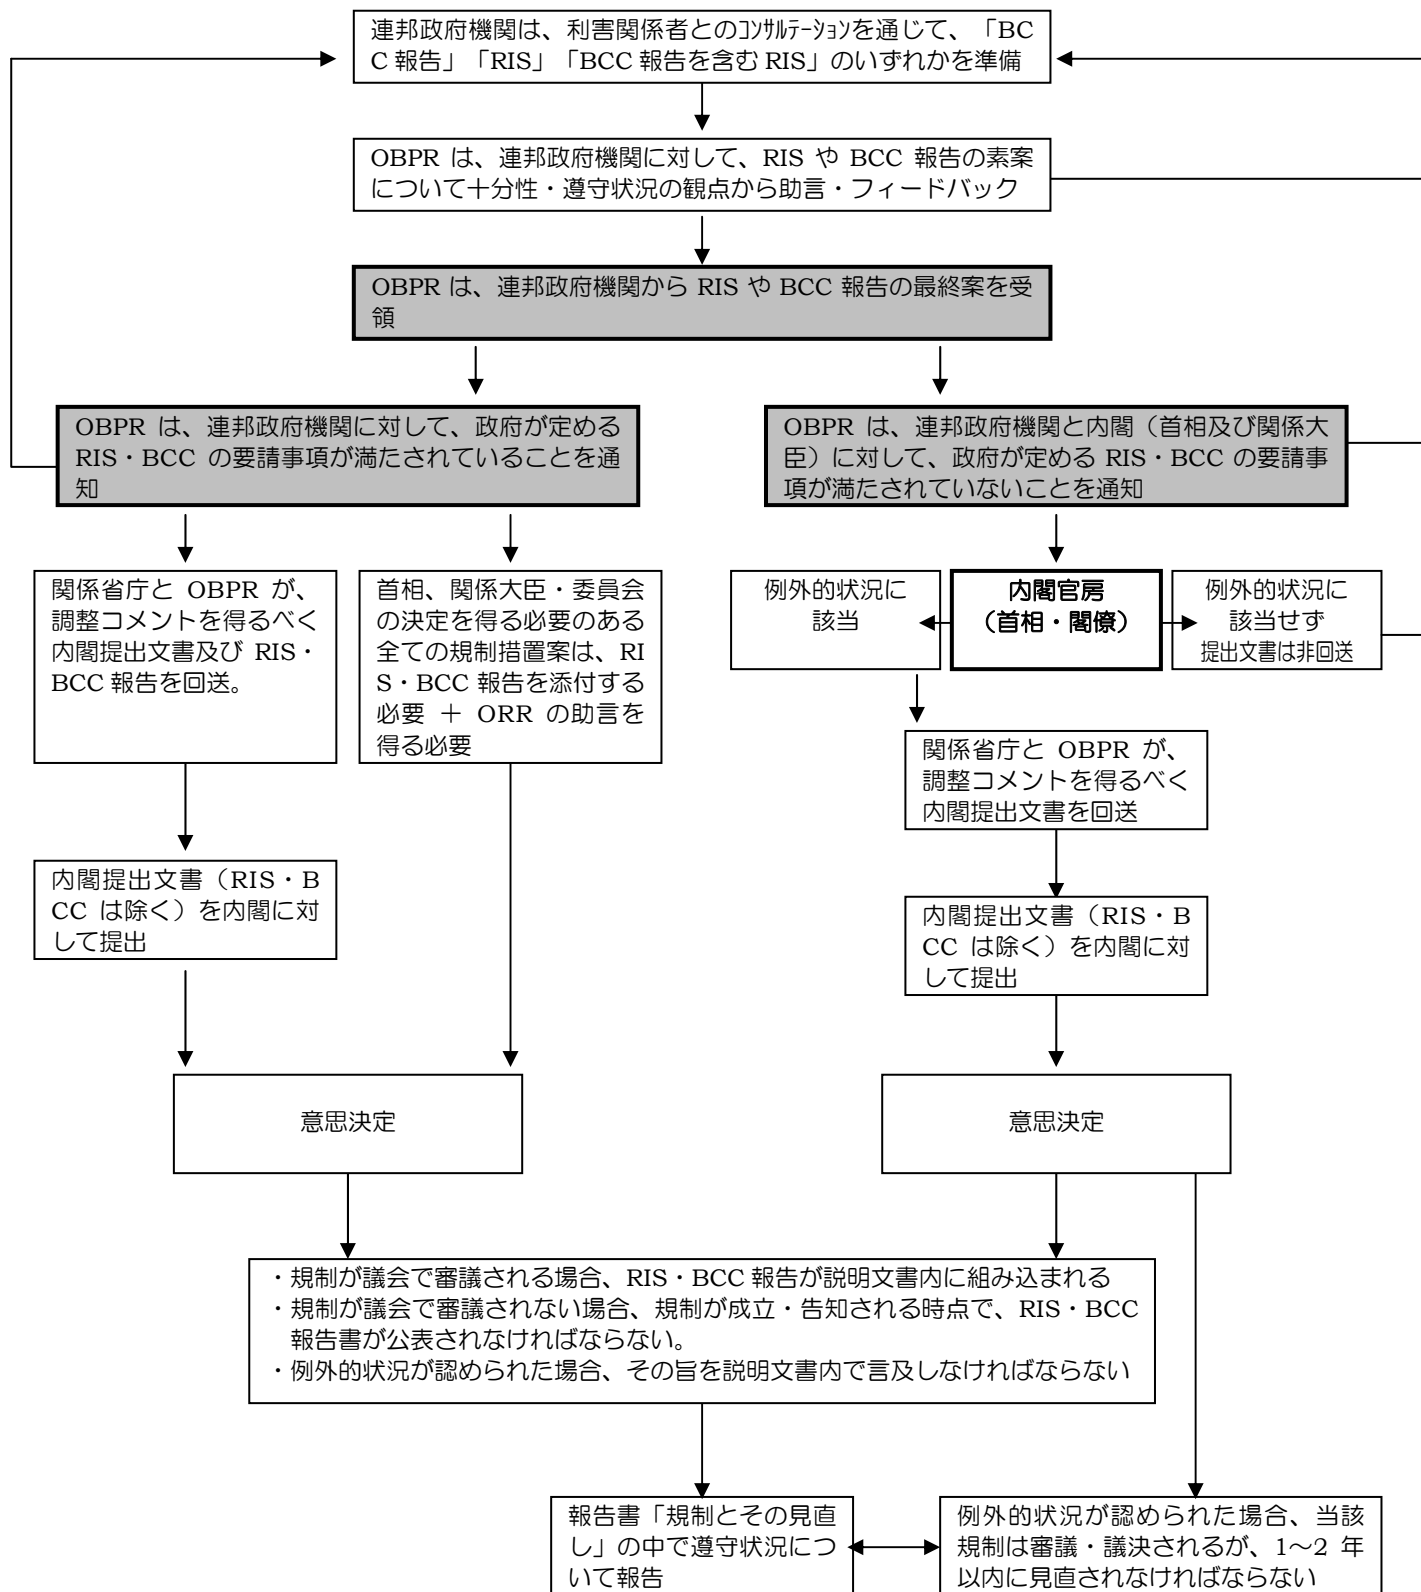 連邦政府機関は、利害関係者とのｺﾝｻﾙﾃｰｼｮﾝを通じて、「BC
C 報告」「RIS」「BCC 報告を含む RIS」のいずれかを準備
OBPR は、連邦政府機関に対して、RIS や BCC 報告の素案
について十分性・遵守状況の観点から助言・フィードバック
OBPR は、連邦政府機関から RIS や BCC 報告の最終案を受
領
OBPR は、連邦政府機関に対して、政府が定める
RIS・BCC の要請事項が満たされていることを通
知
OBPR は、連邦政府機関と内閣（首相及び関係大
臣）に対して、政府が定める RIS・BCC の要請事
項が満たされていないことを通知
関係省庁と OBPR が、
調整コメントを得るべく
内閣提出文書及び RIS・
BCC 報告を回送。
首相、関係大臣・委員会
の決定を得る必要のある
全ての規制措置案は、RI
S・BCC 報告を添付する
必要 ＋ ORR の助言を
得る必要
例外的状況に
該当
内閣官房
（首相・閣僚）
例外的状況に
該当せず
提出文書は非回送
関係省庁と OBPR が、
調整コメントを得るべく
内閣提出文書を回送
内閣提出文書（RIS・B
CC は除く）を内閣に対
して提出
内閣提出文書（RIS・B
CC は除く）を内閣に対
して提出
意思決定
意思決定
・規制が議会で審議される場合、RIS・BCC 報告が説明文書内に組み込まれる
・規制が議会で審議されない場合、規制が成立・告知される時点で、RIS・BCC
報告書が公表されなければならない。
・例外的状況が認められた場合、その旨を説明文書内で言及しなければならない
報告書「規制とその見直
し」の中で遵守状況につ
いて報告
例外的状況が認められた場合、当該
規制は審議・議決されるが、1～2 年
以内に見直されなければならない